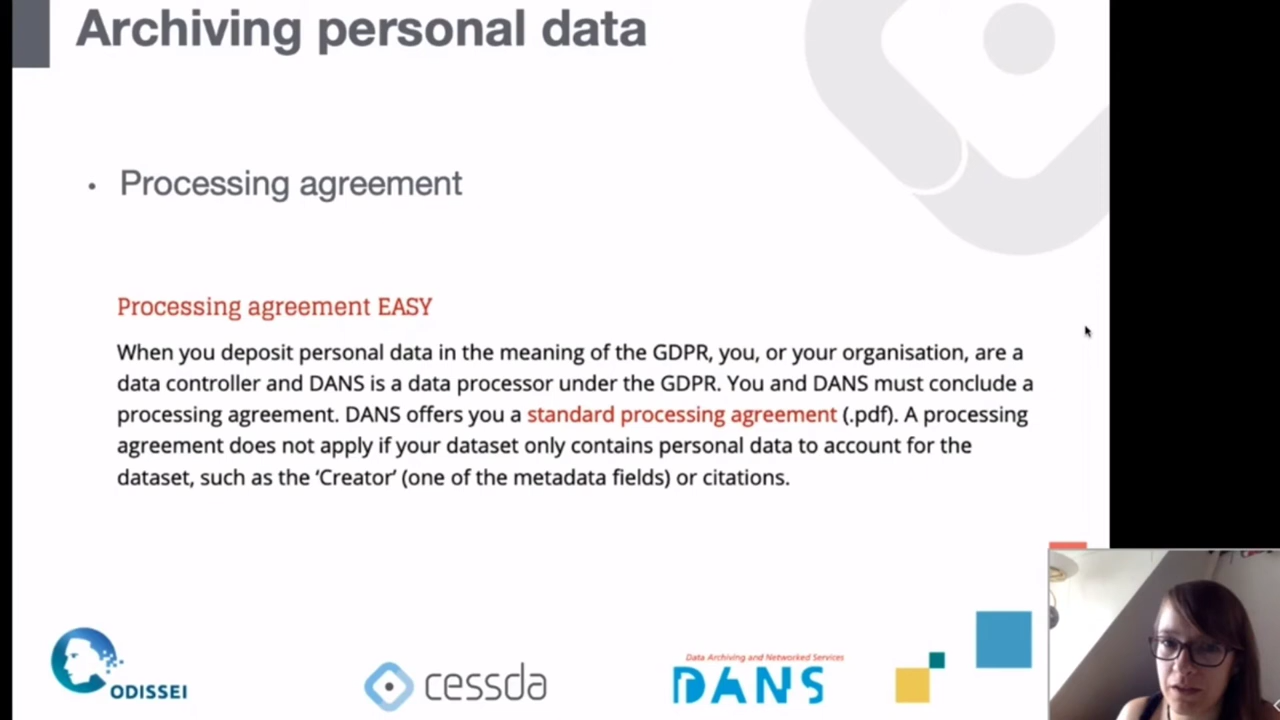 Archiving personal data
• Processing agreement
Processing agreement EASY
When you deposit personal data in the meaning of the GDPR, you, or your organisation, are a
data controller and DANS is a data processor under the GDPR. You and DANS must conclude a
processing agreement. DANS offers you a standard processing agreement (.pdf). A processing
agreement does not apply if your dataset only contains personal data to account for the
dataset, such as the ‘Creator’ (one of the metadata fields) or citations.
ODISSEI
cessda
Data Archiving and Networked Services
DANS